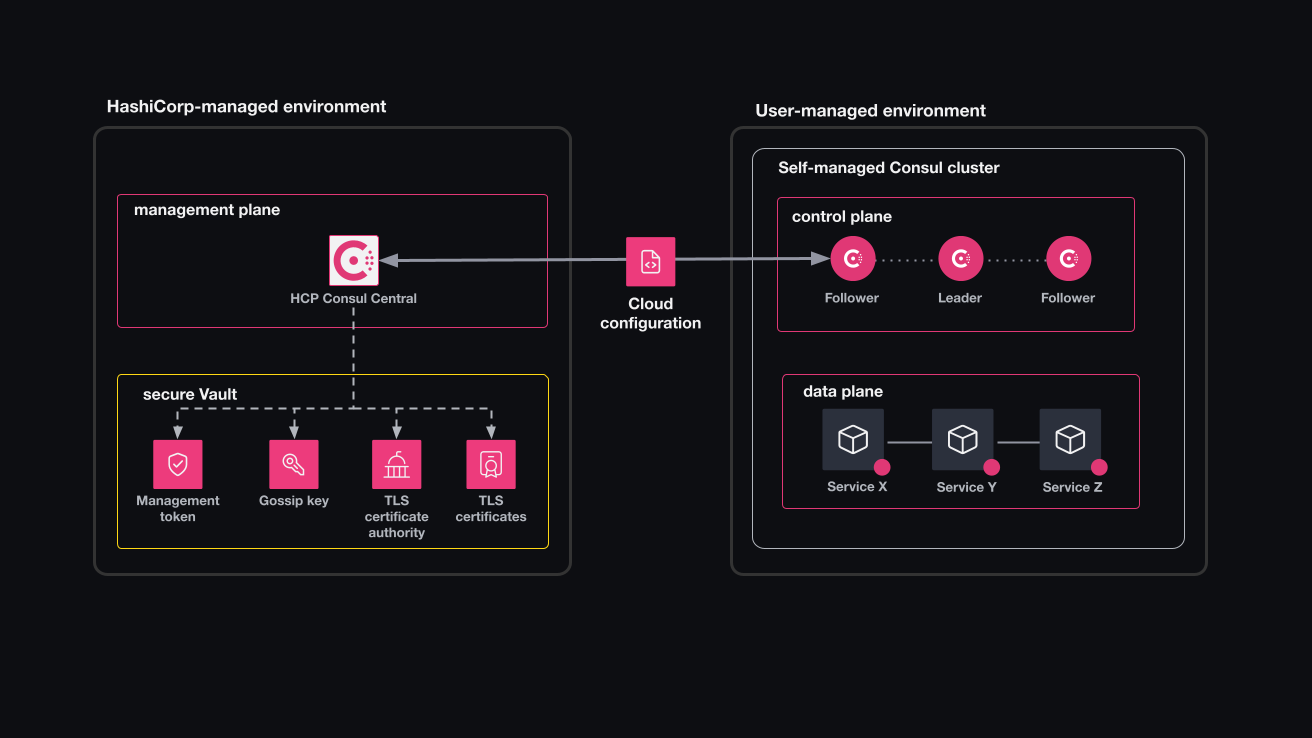 HashiCorp-managed environment
User-managed environment
Self-managed Consul cluster
management plane
control plane
HCP Consul Central
Cloud
configuration
Follower
Leader
Follower
secure Vault
data plane
Management
token
Gossip key
TLS
certificate
authority
TLS
certificates
Service X
Service Y
Service Z